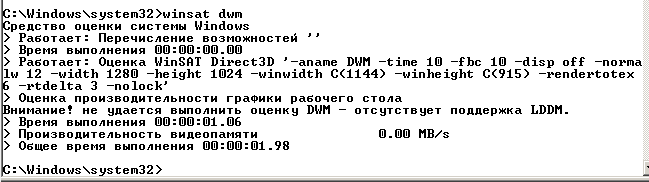 C:\Windows\system32>winsat dwm
Средство оценки системы Windows
> Работает: Перечисление возможностей ''
> Время выполнения 00:00:00.00
> Работает: Оценка WinSAT Direct3D '-aname DWM -time 10 -fbc 10 -disp off -norma
lw 12 -width 1280 -height 1024 -winwidth C(1144) -winheight C(915) -rendertotex
6 -rtdelta 3 -nolock'
> Оценка производительности графики рабочего стола
Внимание! не удается выполнить оценку DWM - отсутствует поддержка LDDM.
> Время выполнения 00:00:01.06
> Производительность видеопамяти 0.00 MB/s
> Общее время выполнения 00:00:01.98
C:\Windows\system32>